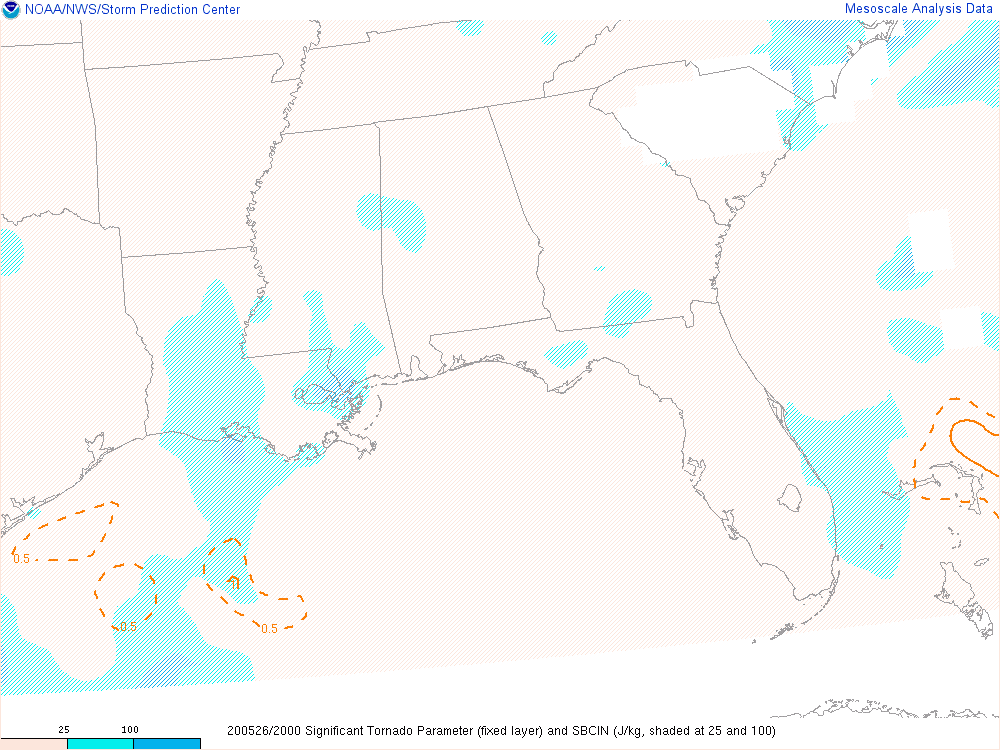 NOAA/NWS/Storm Prediction Center
Mesoscale Analysis Data
0.5
1
0.5
0.5
25 100
200526/2000 Significant Tornado Parameter (fixed layer) and SBCIN (J/kg, shaded at 25 and 100)